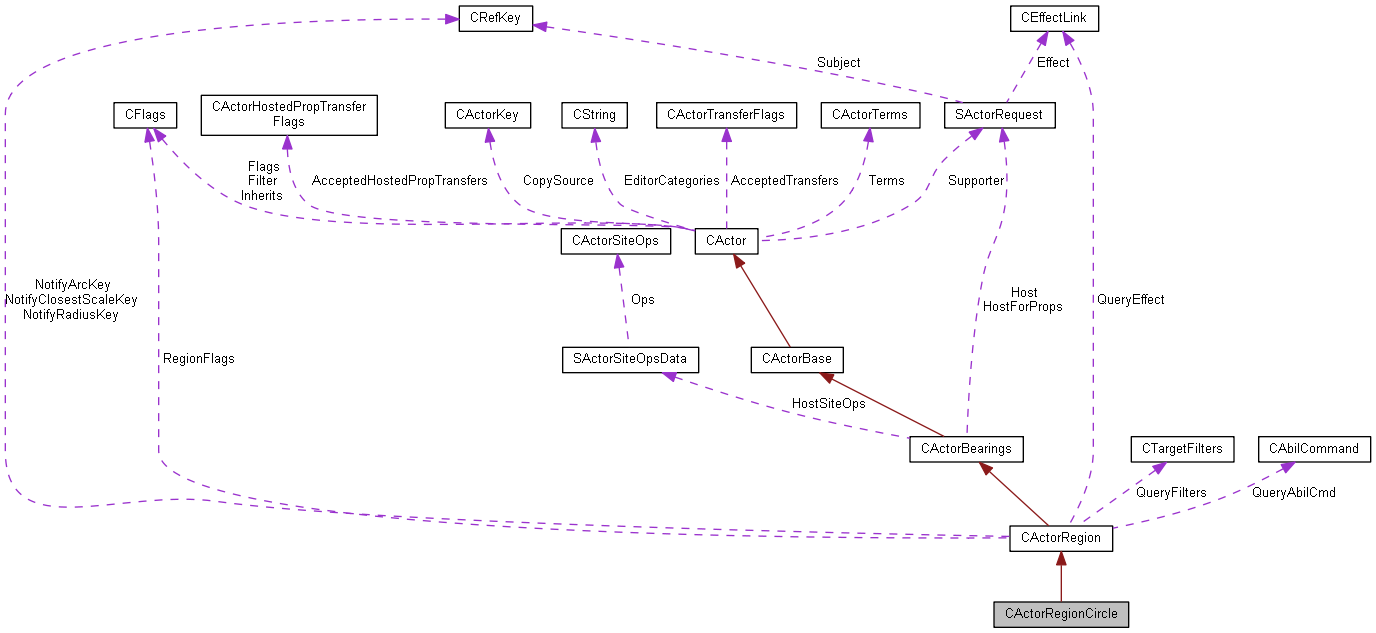 CRefKey
CEffectLink
Subject
Effect
CFlags
CActorHostedPropTransfer
Flags
CActorKey
CString
CActorTransferFlags
CActorTerms
SActorRequest
Flags
Filter
Inherits
AcceptedHostedPropTransfers
CopySource
EditorCategories
AcceptedTransfers
Terms
Supporter
CActorSiteOps
CActor
NotifyArcKey
NotifyClosestScaleKey
NotifyRadiusKey
Ops
Host
HostForProps
QueryEffect
RegionFlags
SActorSiteOpsData
CActorBase
HostSiteOps
CActorBearings
CTargetFilters
CAbilCommand
QueryFilters
QueryAbilCmd
CActorRegion
CActorRegionCircle